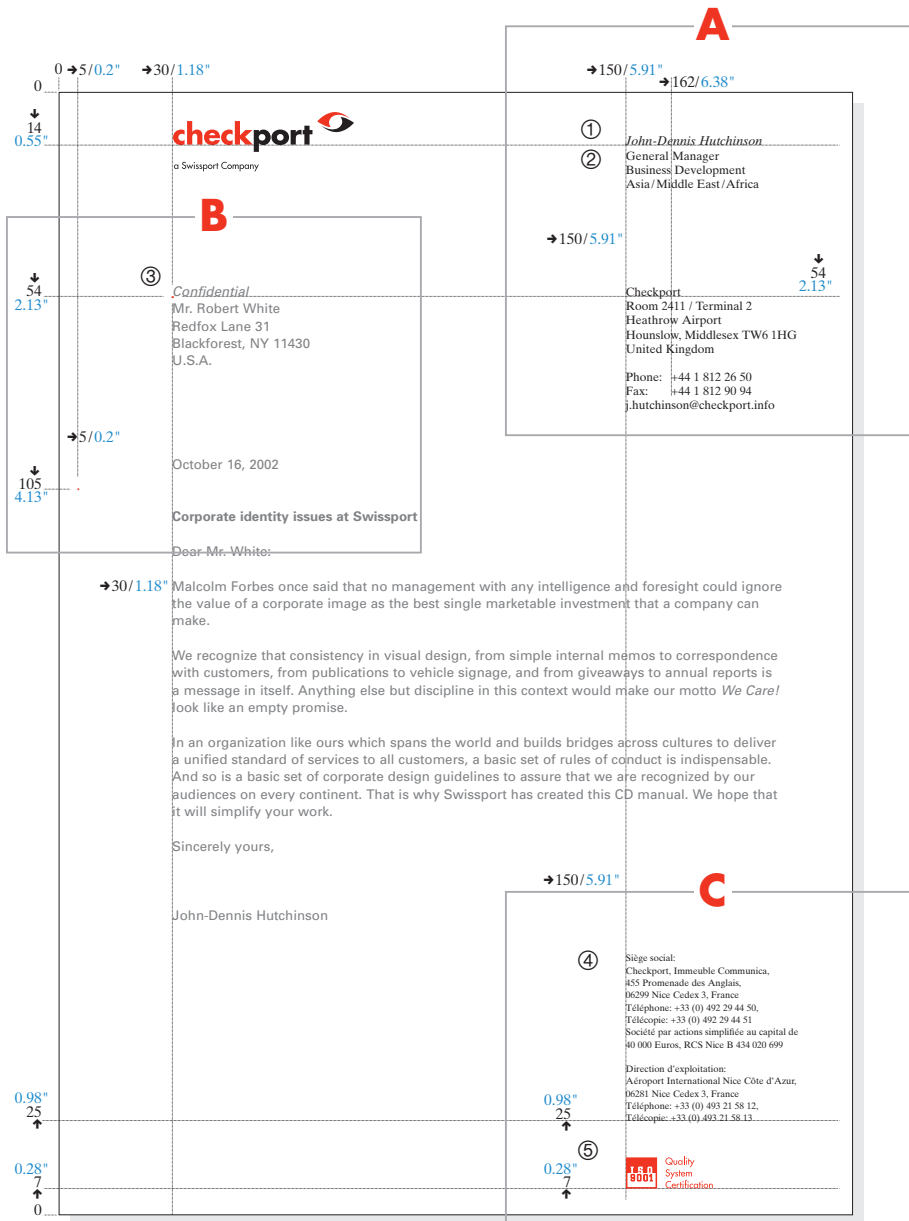 A
0 →5/0.2" →30/1.18" →150/5.91"
→162/6.38"
0
↓
14
0.55"
checkport
a Swissport Company
①
John-Dennis Hutchinson
②
General Manager
Business Development
Asia/Middle East/Africa
B
→150/5.91"
↓
54
2.13"
③
Confidential
Mr. Robert White
Redfox Lane 31
Blackforest, NY 11430
U.S.A.
↓
54
2.13"
Checkport
Room 2411 / Terminal 2
Heathrow Airport
Hounslow, Middlesex TW6 1HG
United Kingdom
Phone: +44 1 812 26 50
Fax: +44 1 812 90 94
j.hutchinson@checkport.info
→5/0.2"
October 16, 2002
↓
105
4.13"
Corporate identity issues at Swissport
Dear Mr. White:
→30/1.18"
Malcolm Forbes once said that no management with any intelligence and foresight could ignore
the value of a corporate image as the best single marketable investment that a company can
make.
We recognize that consistency in visual design, from simple internal memos to correspondence
with customers, from publications to vehicle signage, and from giveaways to annual reports is
a message in itself. Anything else but discipline in this context would make our motto We Care!
look like an empty promise.
In an organization like ours which spans the world and builds bridges across cultures to deliver
a unified standard of services to all customers, a basic set of rules of conduct is indispensable.
And so is a basic set of corporate design guidelines to assure that we are recognized by our
audiences on every continent. That is why Swissport has created this CD manual. We hope that
it will simplify your work.
Sincerely yours,
John-Dennis Hutchinson
→150/5.91"
C
④
Siège social:
Checkport, Immeuble Communica,
455 Promenade des Anglais,
06299 Nice Cedex 3, France
Téléphone: +33 (0) 492 29 44 50,
Télécopie: +33 (0) 492 29 44 51
Société par actions simplifiée au capital de
40 000 Euros, RCS Nice B 434 020 699
Direction d'exploitation:
Aéroport International Nice Côte d'Azur,
06281 Nice Cedex 3, France
Téléphone: +33 (0) 493 21 58 12,
Télécopie: +33 (0) 493 21 58 13
0.98"
25
↑
0.98"
25
↑
⑤
0.28"
7
↑
0
0.28"
7
↑
ISO
9001
Quality
System
Certification